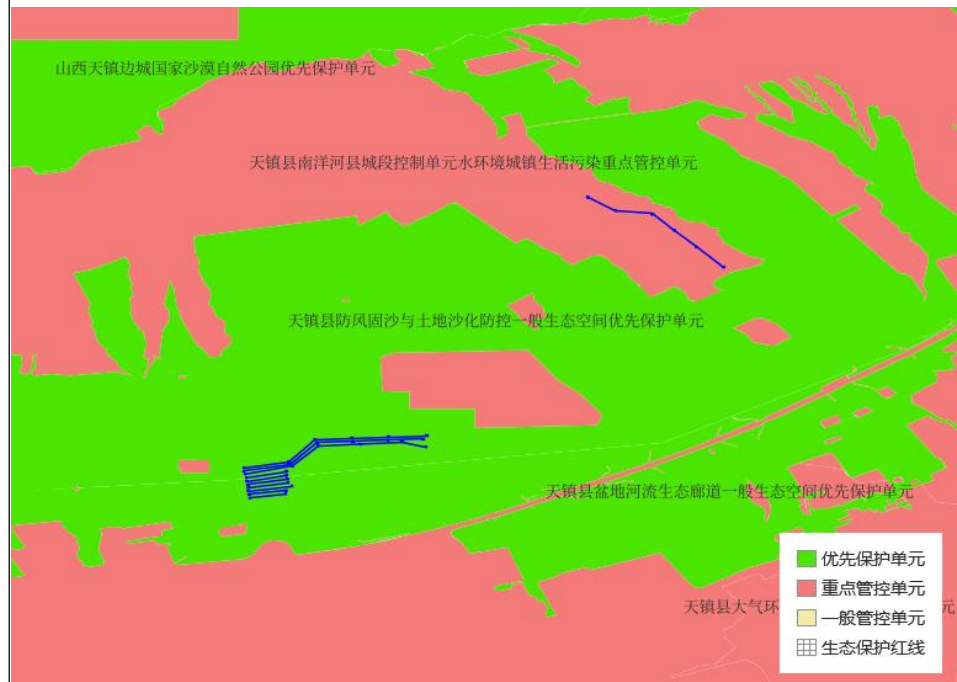 山西天镇边城国家沙漠自然公园优先保护单元
天镇县南洋河县城段控制单元水环境城镇生活污染重点管控单元
天镇县防风固沙与土地沙化防控一般生态空间优先保护单元
天镇县盆地河流生态廊道一般生态空间优先保护单元
优先保护单元
重点管控单元
天镇县大气环
元
一般管控单元
生态保护红线